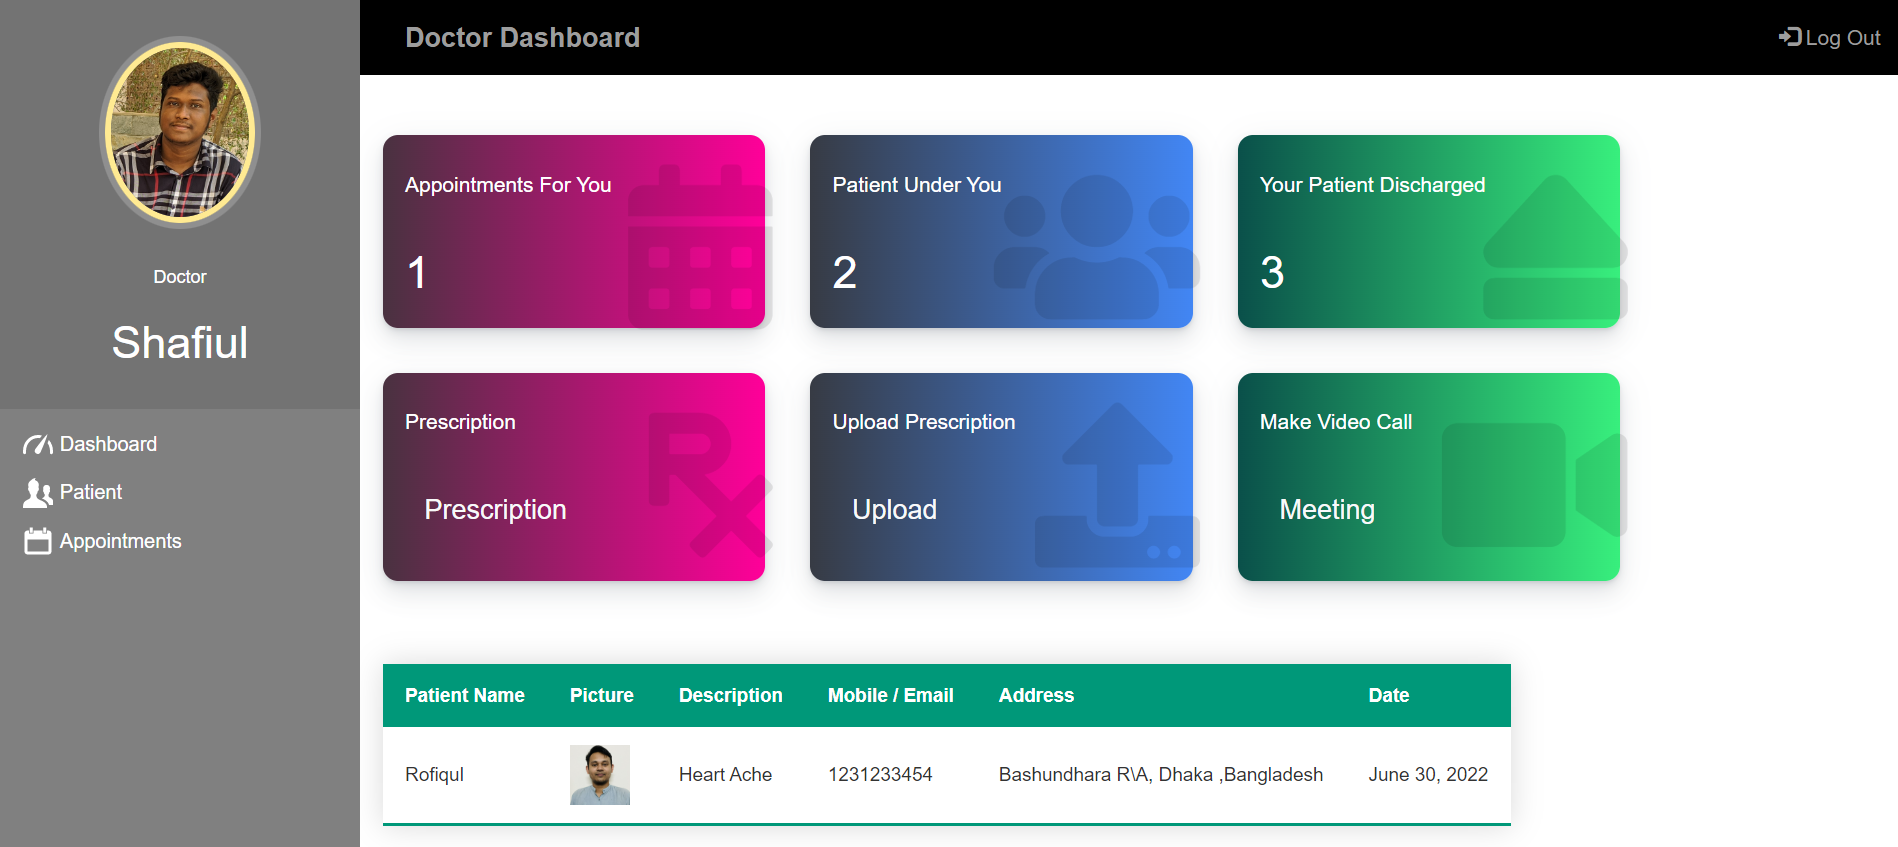 Doctor Dashboard
Log Out
Doctor
Shafiul
Dashboard
Patient
Appointments
Appointments For You
1
Patient Under You
2
Your Patient Discharged
3
Prescription
Prescription
Upload Prescription
Upload
Make Video Call
Meeting
Patient Name Picture Description Mobile / Email Address Date
Rofiqul Heart Ache 1231233454 Bashundhara R\A, Dhaka ,Bangladesh June 30, 2022